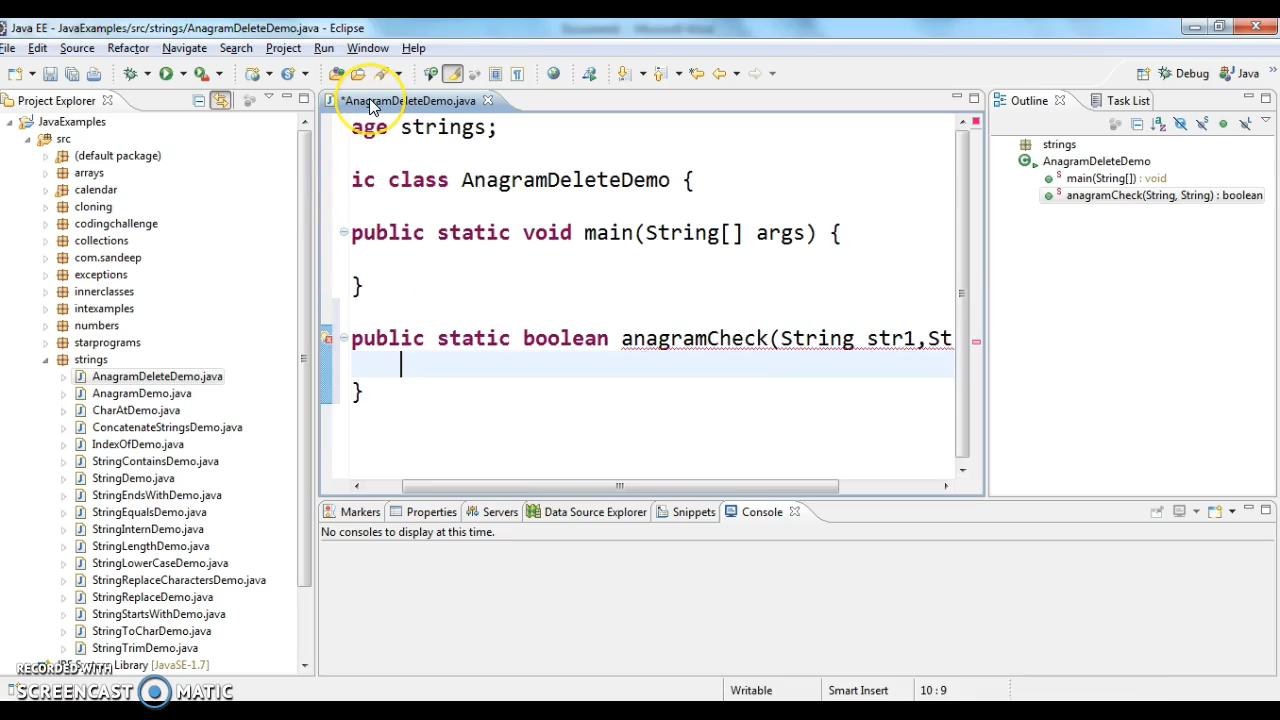 Java EE - JavaExamples/src/strings/AnagramDeleteDemo.java - Eclipse
File Edit Source Refactor Navigate Search Project Run Window Help
Debug Java
Project Explorer
*AnagramDeleteDemo.java
Outline Task List
JavaExamples
src
(default package)
arrays
calendar
cloning
codingchallenge
collections
com.sandeep
exceptions
innerclasses
intexamples
numbers
starprograms
strings
AnagramDeleteDemo.java
AnagramDemo.java
CharAtDemo.java
ConcatenateStringsDemo.java
IndexOfDemo.java
StringContainsDemo.java
StringDemo.java
StringEndsWithDemo.java
StringEqualsDemo.java
StringInternDemo.java
StringLengthDemo.java
StringLowerCaseDemo.java
StringReplaceCharactersDemo.java
StringReplaceDemo.java
StringStartsWithDemo.java
StringToCharDemo.java
StringTrimDemo.java
Library [JavaSE-1.7]
age strings;
ic class AnagramDeleteDemo {
public static void main(String[] args) {
}
public static boolean anagramCheck(String str1,St
}
strings
AnagramDeleteDemo
main(String[]) : void
anagramCheck(String, String) : boolean
Markers Properties Servers Data Source Explorer Snippets Console
No consoles to display at this time.
Writable Smart Insert 10 : 9
RECORDED WITH
SCREENCAST MATIC